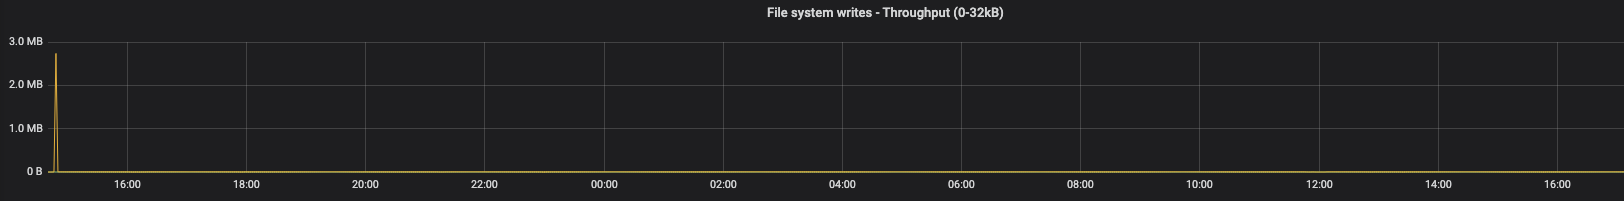 File system writes - Throughput (0-32kB)
3.0 MB
2.0 MB
1.0 MB
0 B
16:00 18:00 20:00 22:00 00:00 02:00 04:00 06:00 08:00 10:00 12:00 14:00 16:00